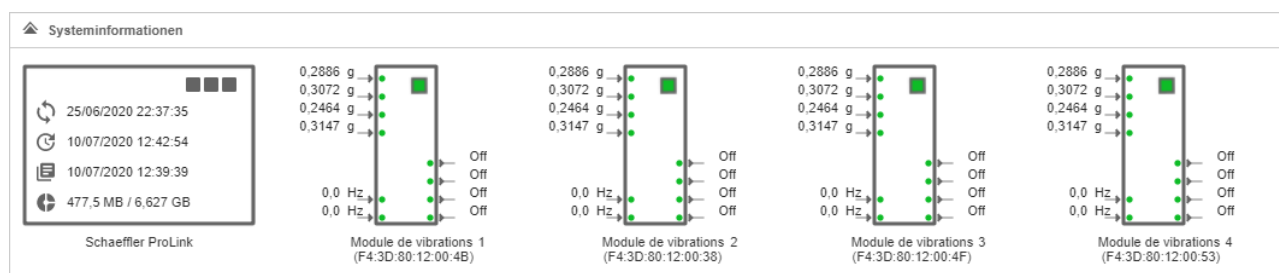 Systeminformationen
25/06/2020 22:37:35
10/07/2020 12:42:54
10/07/2020 12:39:39
477,5 MB / 6,627 GB
Schaeffler ProLink
0,2886 g
0,3072 g
0,2464 g
0,3147 g
Off
Off
Off
Off
0,0 Hz
0,0 Hz
Module de vibrations 1
(F4:3D:80:12:00:4B)
0,2886 g
0,3072 g
0,2464 g
0,3147 g
Off
Off
Off
Off
0,0 Hz
0,0 Hz
Module de vibrations 2
(F4:3D:80:12:00:38)
0,2886 g
0,3072 g
0,2464 g
0,3147 g
Off
Off
Off
Off
0,0 Hz
0,0 Hz
Module de vibrations 3
(F4:3D:80:12:00:4F)
0,2886 g
0,3072 g
0,2464 g
0,3147 g
Off
Off
Off
Off
0,0 Hz
0,0 Hz
Module de vibrations 4
(F4:3D:80:12:00:53)